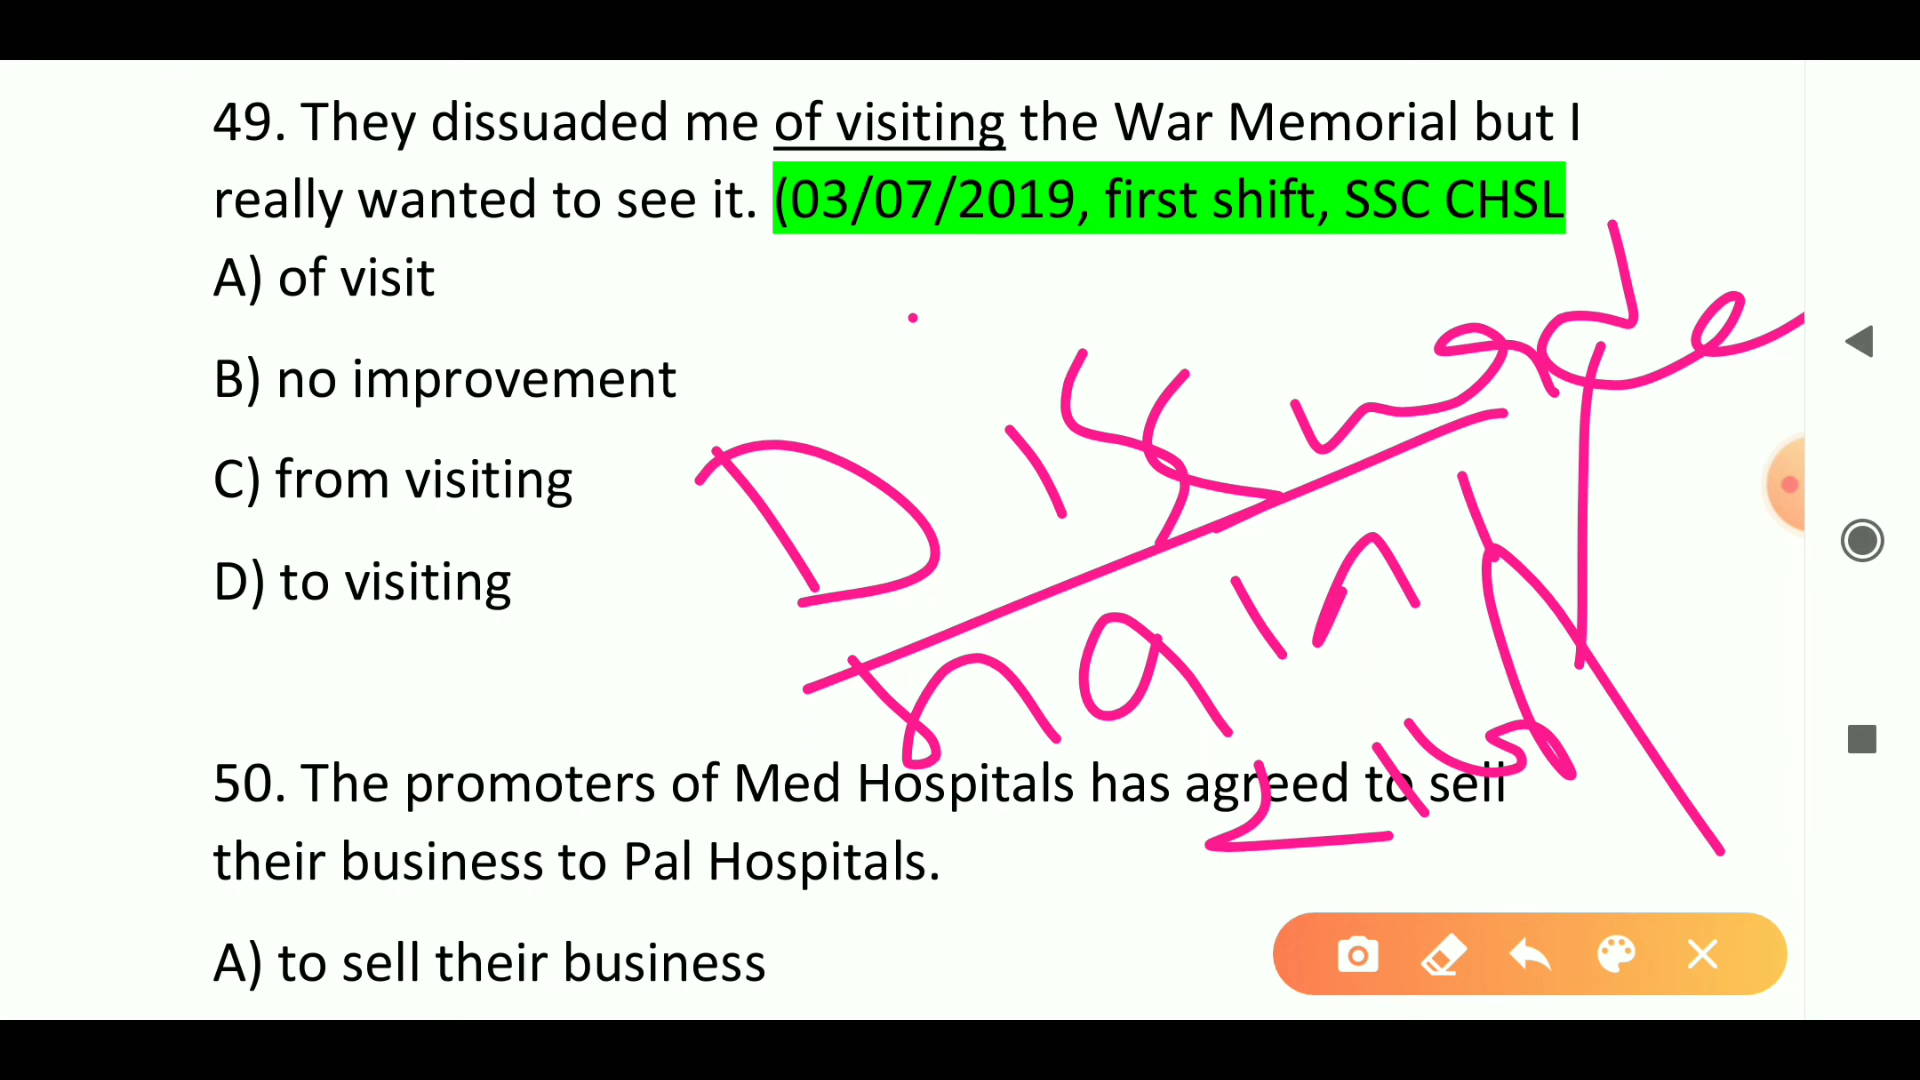 49. They dissuaded me of visiting the War Memorial but I
really wanted to see it. (03/07/2019, first shift, SSC CHSL
A) of visit
B) no improvement
C) from visiting
D) to visiting
Dissuade
50. The promoters of Med Hospitals has agreed to sell
their business to Pal Hospitals.
A) to sell their business